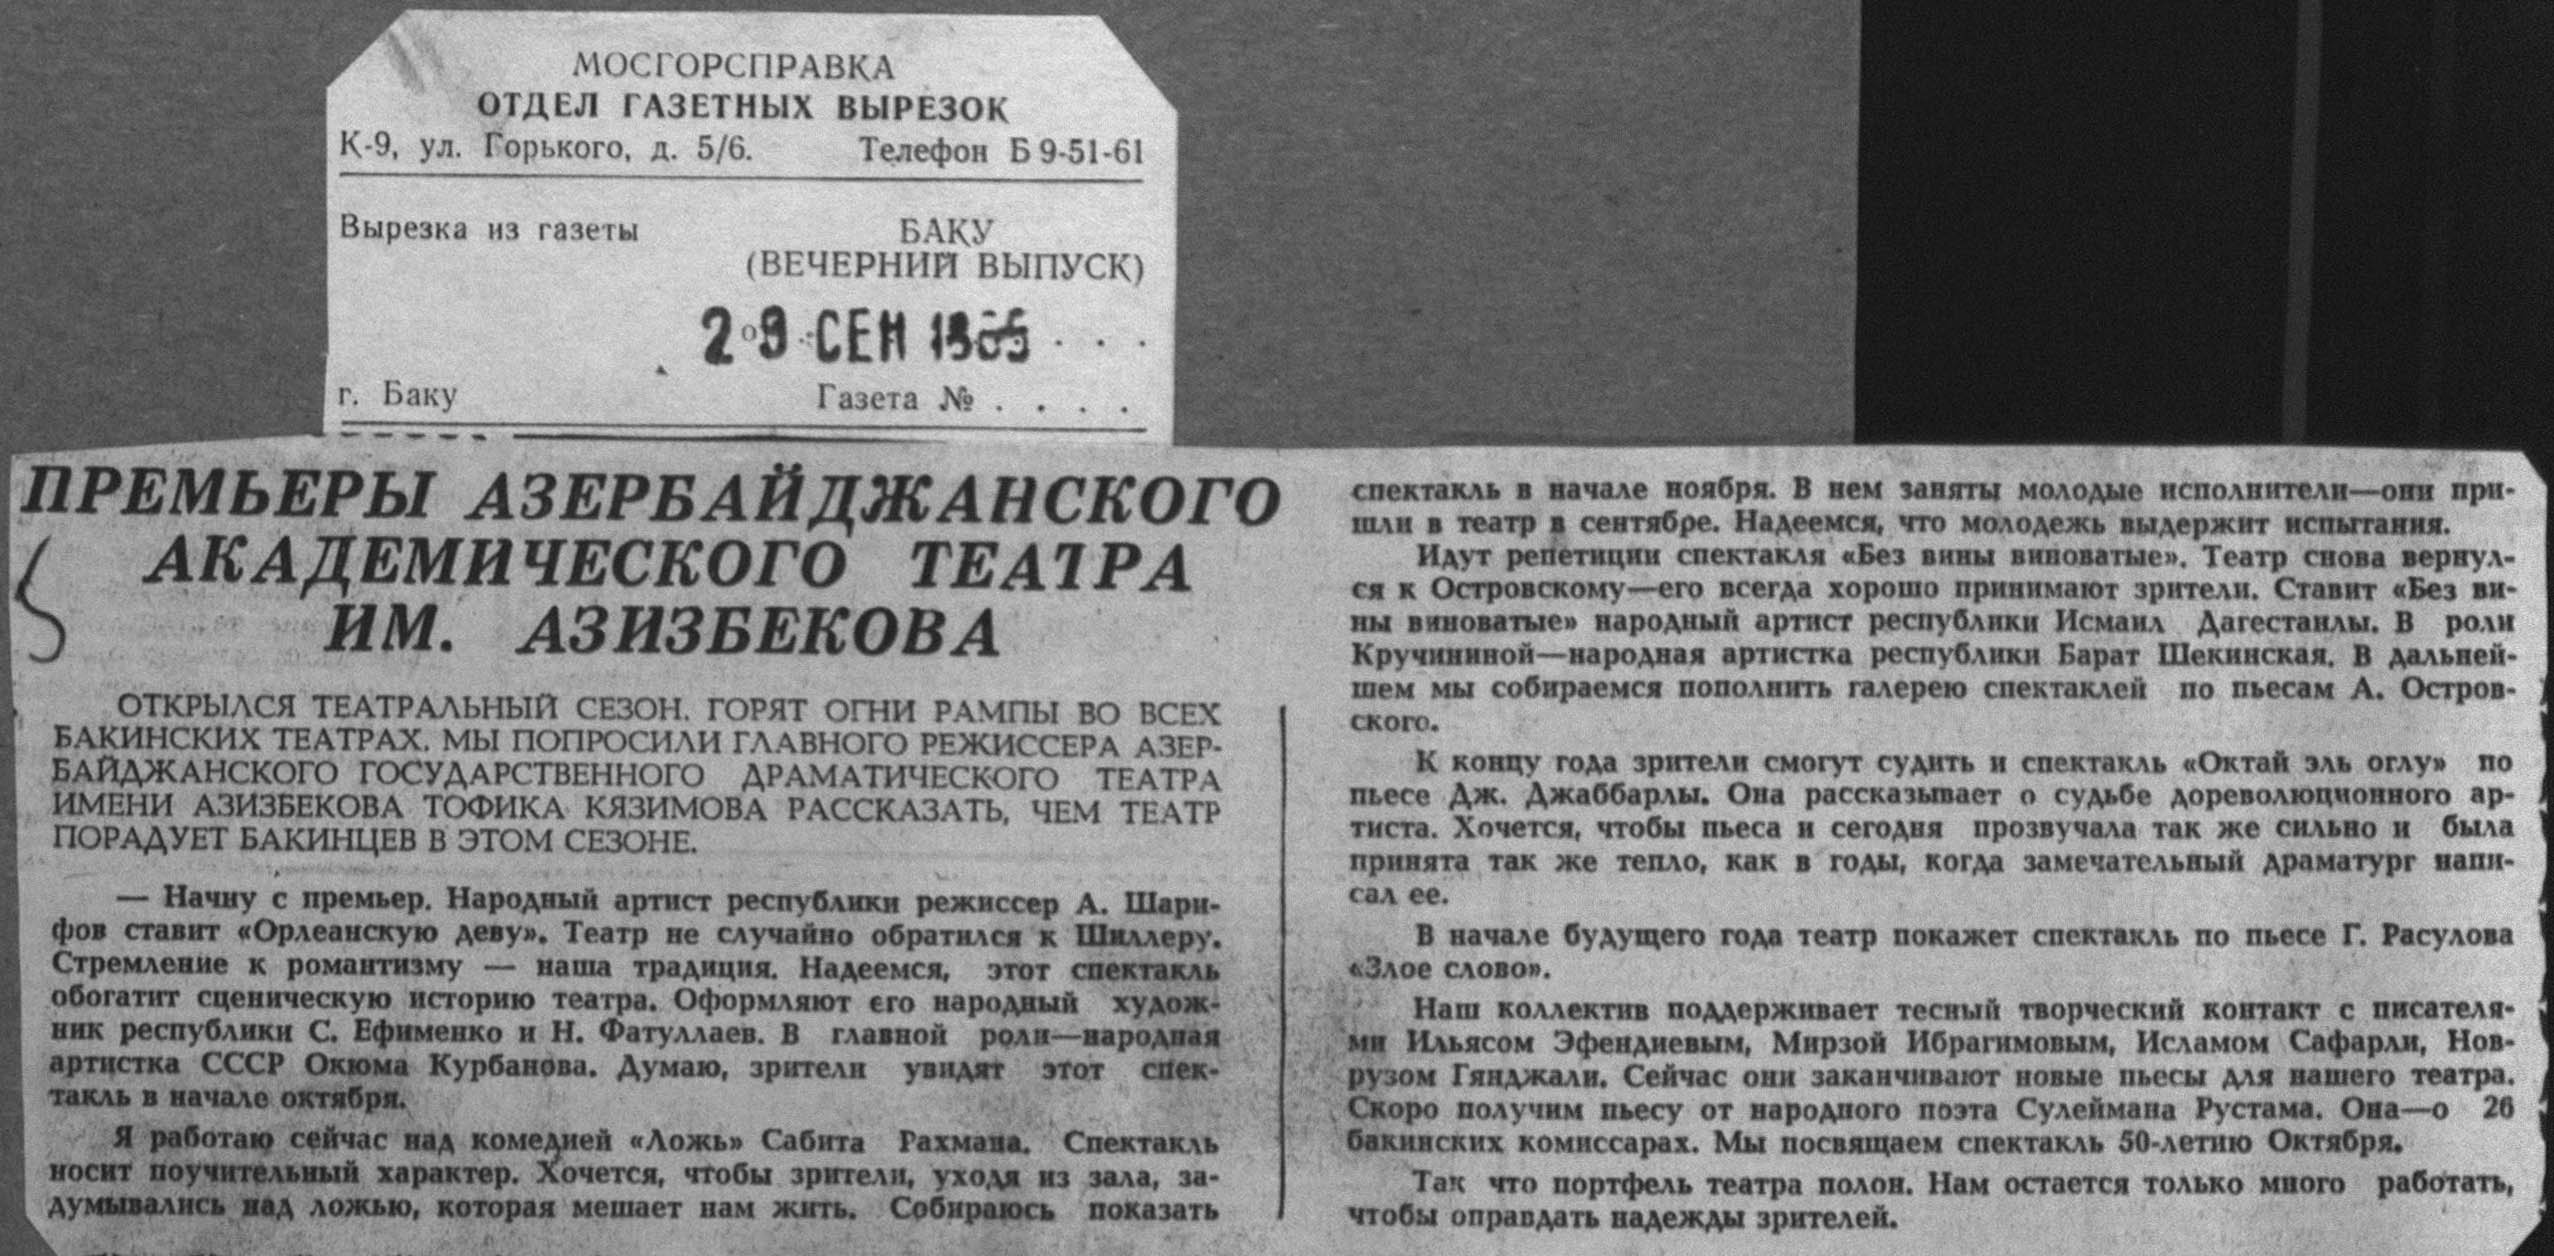 МОСГОРСПРАВКА
ОТДЕЛ ГАЗЕТНЫХ ВЫРЕЗОК
К-9, ул. Горького, д. 5/6. Телефон Б 9-51-61
Вырезка из газеты
БАКУ
(ВЕЧЕРНИЙ ВЫПУСК)
29 СЕН
г. Баку Газета № . . . .
ПРЕМЬЕРЫ АЗЕРБАЙДЖАНСКОГО
АКАДЕМИЧЕСКОГО ТЕАТРА
ИМ. АЗИЗБЕКОВА
ОТКРЫЛСЯ ТЕАТРАЛЬНЫЙ СЕЗОН. ГОРЯТ ОГНИ РАМПЫ ВО ВСЕХ
БАКИНСКИХ ТЕАТРАХ. МЫ ПОПРОСИЛИ ГЛАВНОГО РЕЖИССЕРА АЗЕР-
БАЙДЖАНСКОГО ГОСУДАРСТВЕННОГО ДРАМАТИЧЕСКОГО ТЕАТРА
ИМЕНИ АЗИЗБЕКОВА ТОФИКА КЯЗИМОВА РАССКАЗАТЬ, ЧЕМ ТЕАТР
ПОРАДУЕТ БАКИНЦЕВ В ЭТОМ СЕЗОНЕ.
— Начну с премьер. Народный артист республики режиссер А. Шари-
фов ставит «Орлеанскую деву». Театр не случайно обратился к Шиллеру.
Стремление к романтизму — наша традиция. Надеемся, этот спектакль
обогатит сценическую историю театра. Оформляют его народный худож-
ник республики С. Ефименко и Н. Фатуллаев. В главной роли—народная
артистка СССР Окюма Курбанова. Думаю, зрители увидят этот спек-
такль в начале октября.
Я работаю сейчас над комедией «Ложь» Сабита Рахмана. Спектакль
носит поучительный характер. Хочется, чтобы зрители, уходя из зала, за-
думывались над ложью, которая мешает нам жить. Собираюсь показать
спектакль в начале ноября. В нем заняты молодые исполнители—они при-
шли в театр в сентябре. Надеемся, что молодежь выдержит испытания.
Идут репетиции спектакля «Без вины виноватые». Театр снова вернул-
ся к Островскому—его всегда хорошо принимают зрители. Ставит «Без ви-
ны виноватые» народный артист республики Исмаил Дагестанлы. В роли
Кручининой—народная артистка республики Барат Шекинская. В дальней-
шем мы собираемся пополнить галерею спектаклей по пьесам А. Остров-
ского.
К концу года зрители смогут судить и спектакль «Октай эль оглу» по
пьесе Дж. Джаббарлы. Она рассказывает о судьбе дореволюционного ар-
тиста. Хочется, чтобы пьеса и сегодня прозвучала так же сильно и была
принята так же тепло, как в годы, когда замечательный драматург напи-
сал ее.
В начале будущего года театр покажет спектакль по пьесе Г. Расулова
«Злое слово».
Наш коллектив поддерживает тесный творческий контакт с писателя-
ми Ильясом Эфендиевым, Мирзой Ибрагимовым, Исламом Сафарли, Нов-
рузом Гянджали. Сейчас они заканчивают новые пьесы для нашего театра.
Скоро получим пьесу от народного поэта Сулеймана Рустама. Она—о 26
бакинских комиссарах. Мы посвящаем спектакль 50-летию Октября.
Так что портфель театра полон. Нам остается только много работать,
чтобы оправдать надежды зрителей.